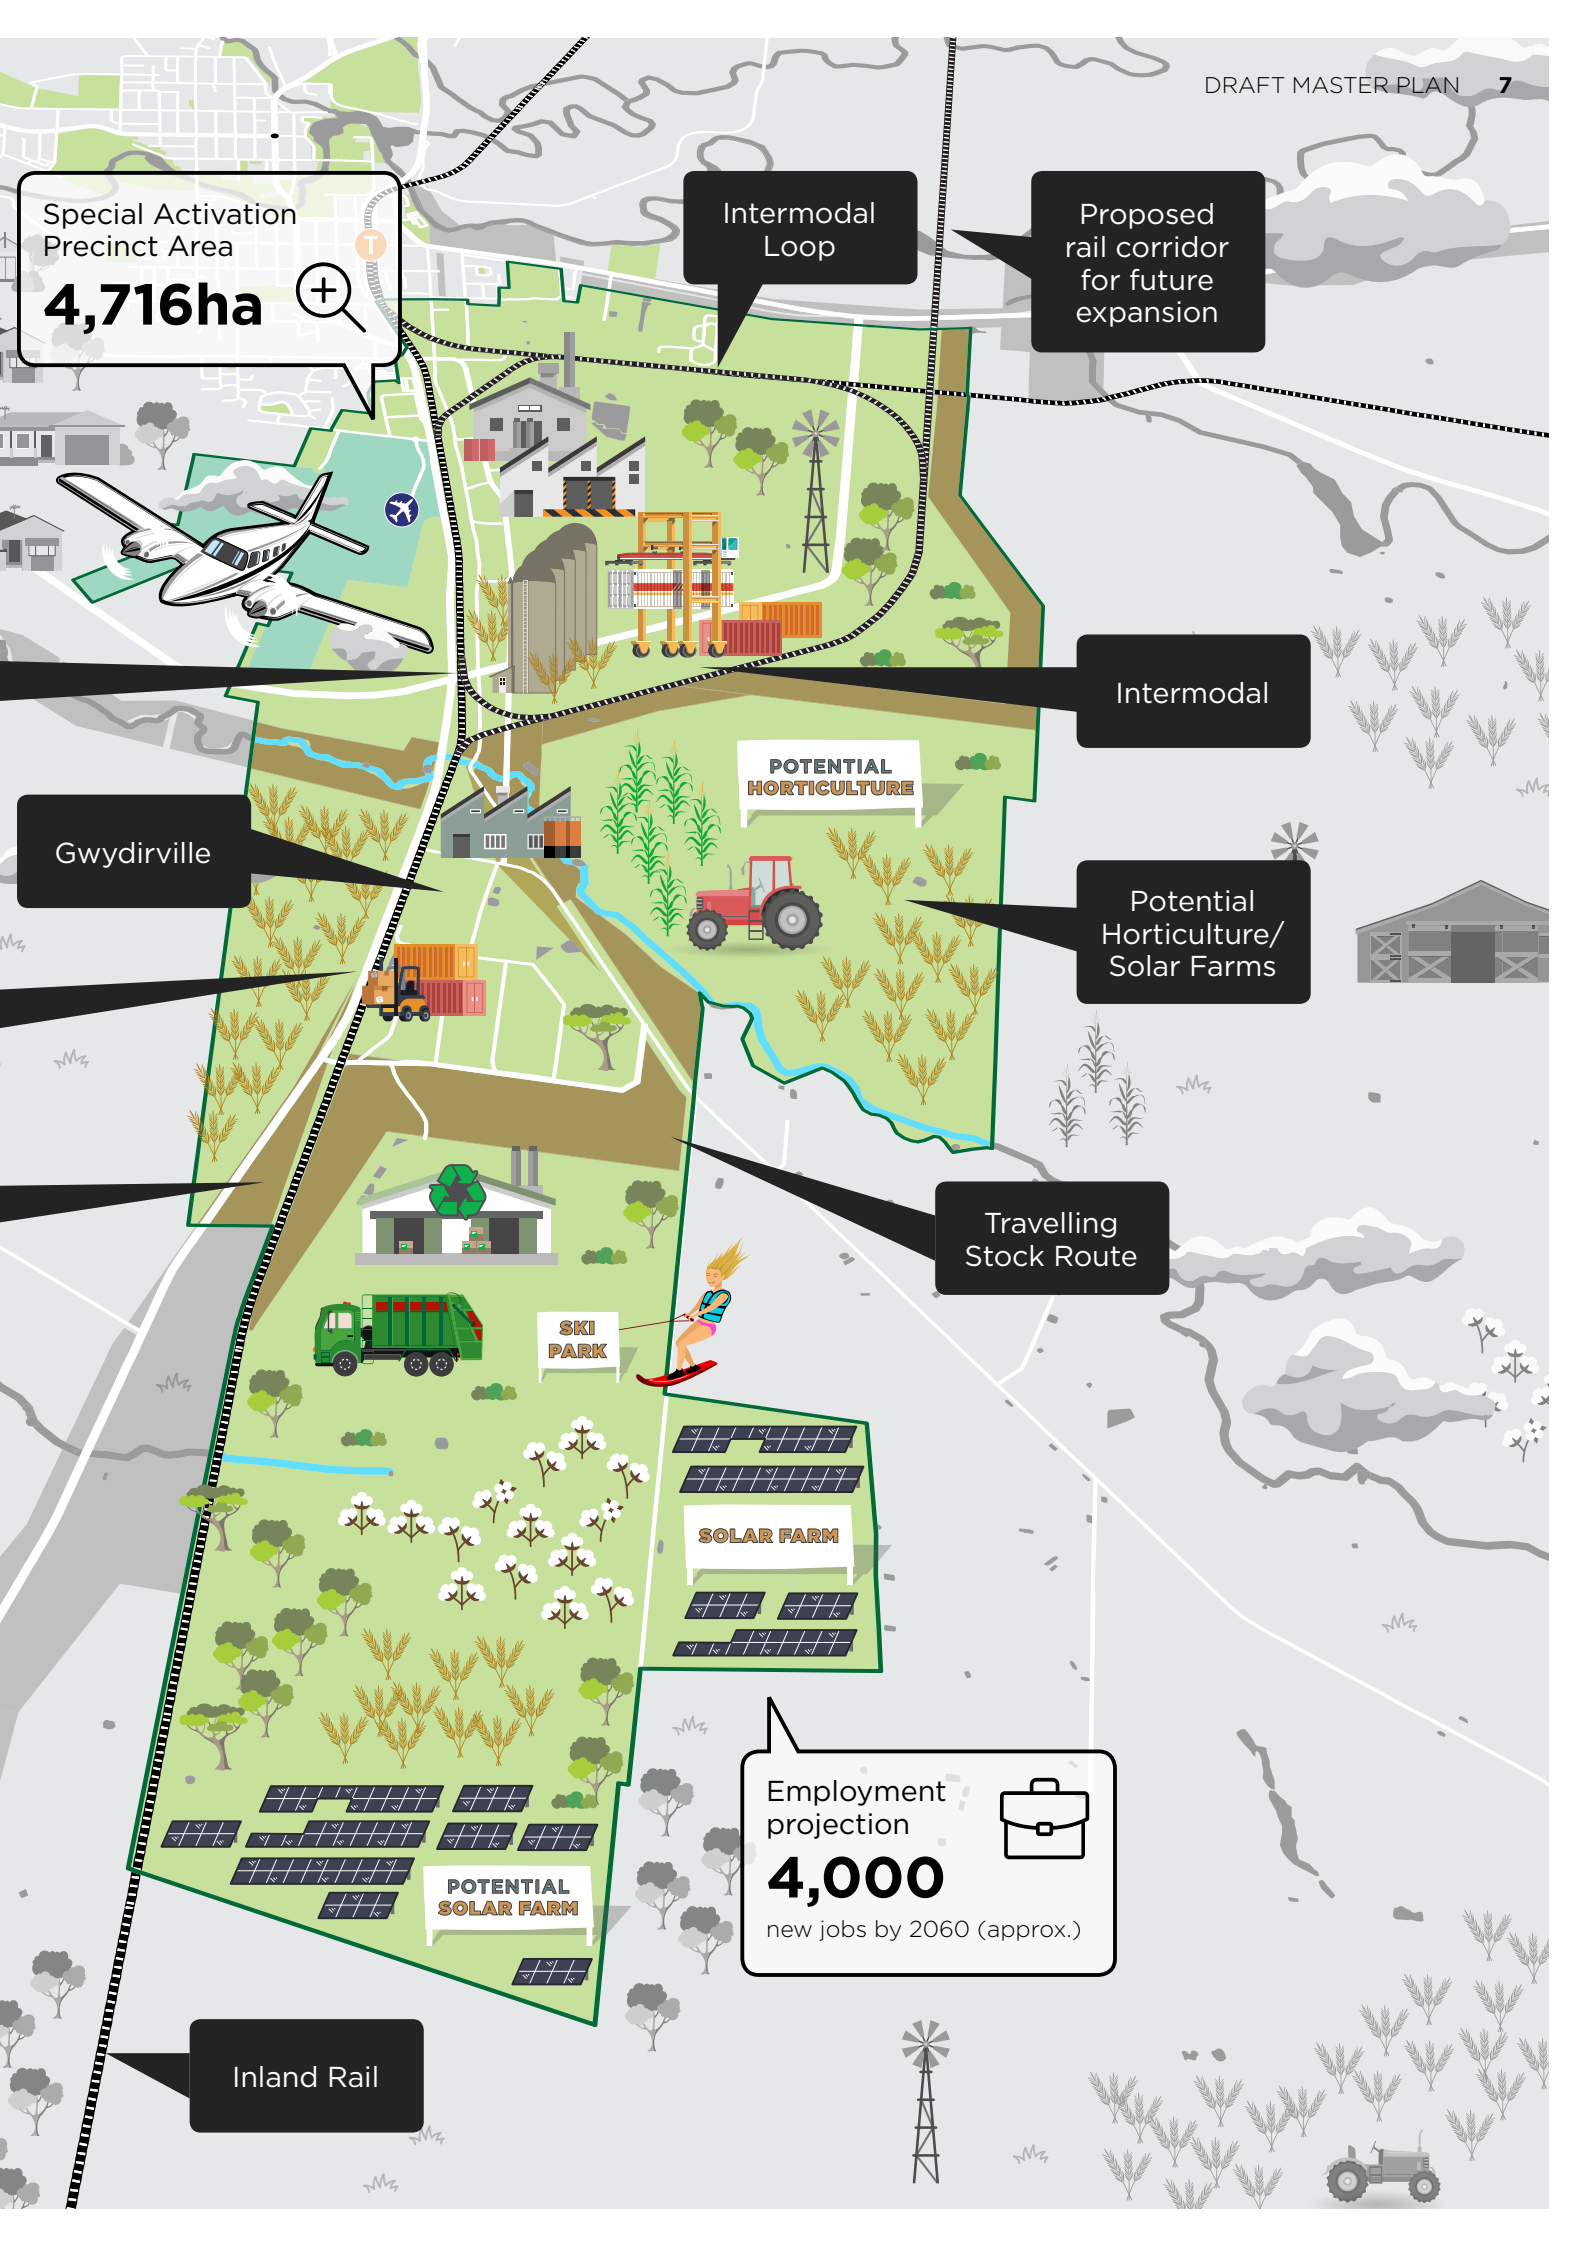 DRAFT MASTER PLAN 7
Special Activation
Precinct Area
4,716ha
T
Intermodal
Loop
Proposed
rail corridor
for future
expansion
Intermodal
POTENTIAL
HORTICULTURE
Gwydirville
Potential
Horticulture/
Solar Farms
Travelling
Stock Route
SKI
PARK
SOLAR FARM
Employment
projection
4,000
new jobs by 2060 (approx.)
POTENTIAL
SOLAR FARM
Inland Rail